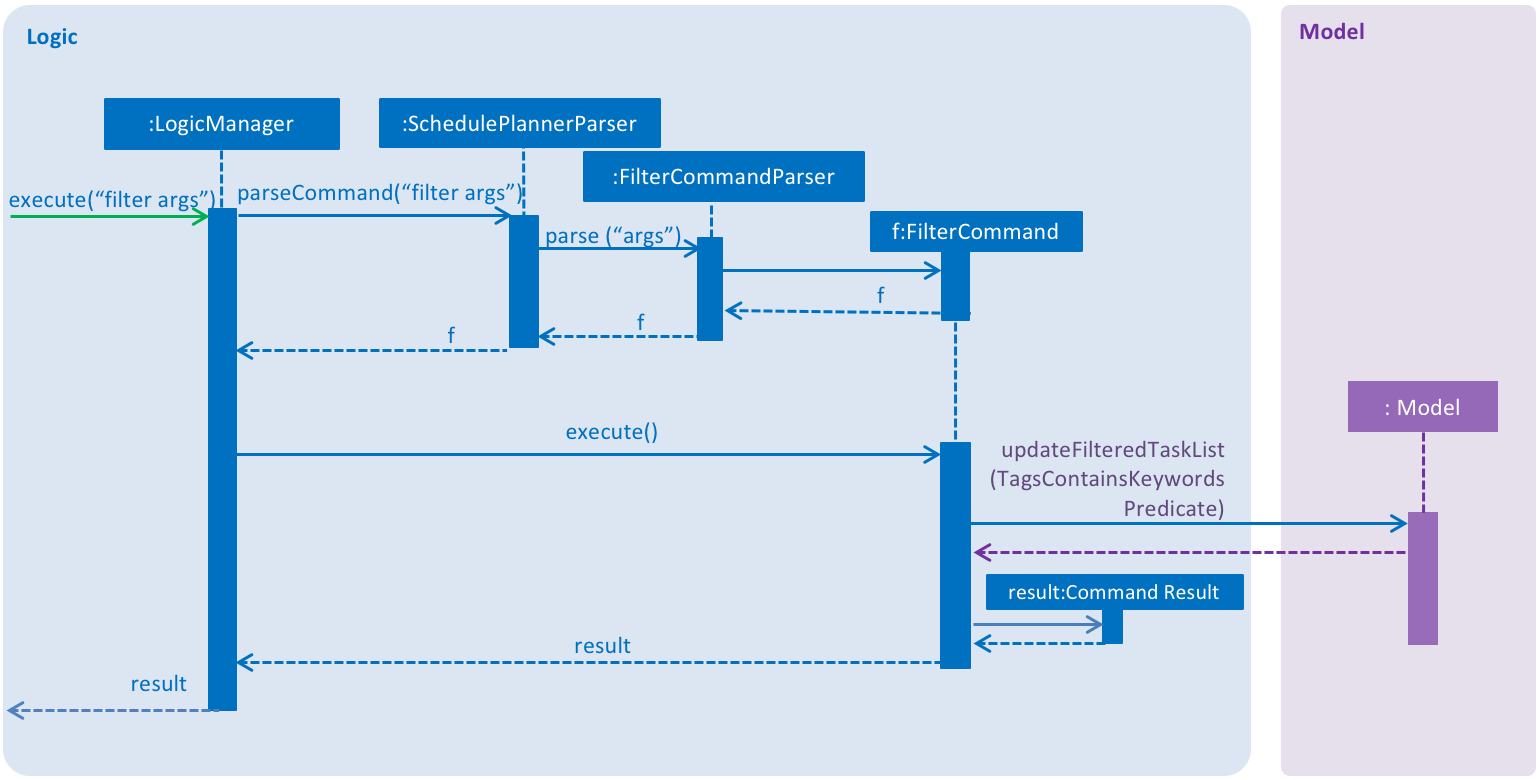 Logic
Model
:LogicManager
:SchedulePlannerParser
:FilterCommandParser
execute(“filter args”)
parseCommand(“filter args”)
parse (“args”)
f:FilterCommand
f
f
f
: Model
execute()
updateFilteredTaskList
(TagsContainsKeywords
Predicate)
result:Command Result
result
result